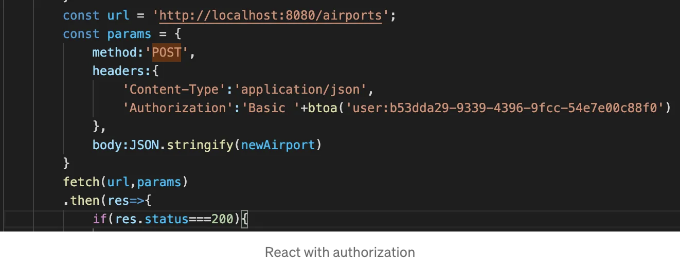 const url = 'http://localhost:8080/airports';
const params = {
method:'POST',
headers:{
'Content-Type':'application/json',
'Authorization':'Basic '+btoa('user:b53dda29-9339-4396-9fcc-54e7e00c88f0')
},
body:JSON.stringify(newAirport)
}
fetch(url,params)
.then(res=>{
if(res.status===200){
React with authorization